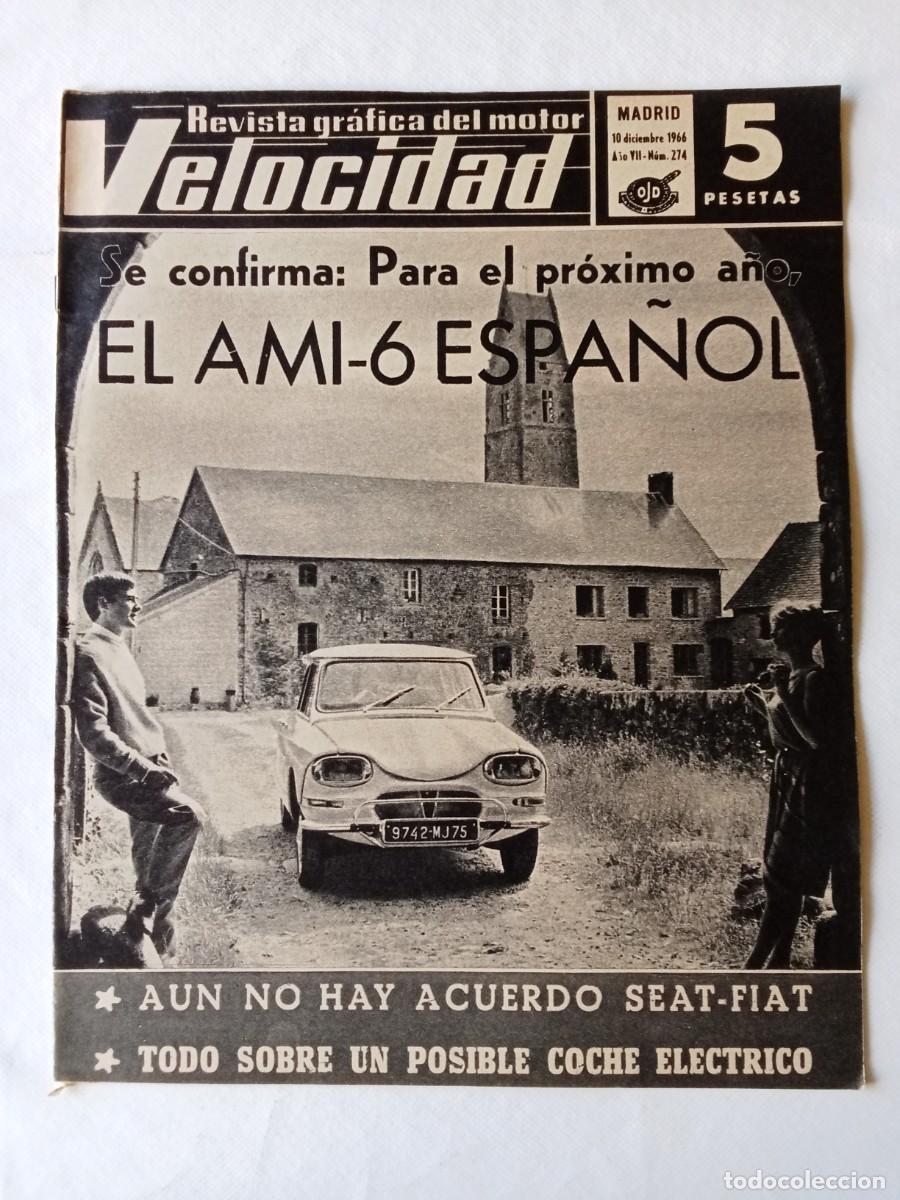 Revista gráfica del motor
Velocidad
MADRID
10 diciembre 1966
Año VII - Núm. 274
OJD
5
PESETAS
Se confirma: Para el próximo año,
EL AMI-6 ESPAÑOL
9742-MJ75
★ AUN NO HAY ACUERDO SEAT-FIAT
★ TODO SOBRE UN POSIBLE COCHE ELECTRICO
todocoleccion